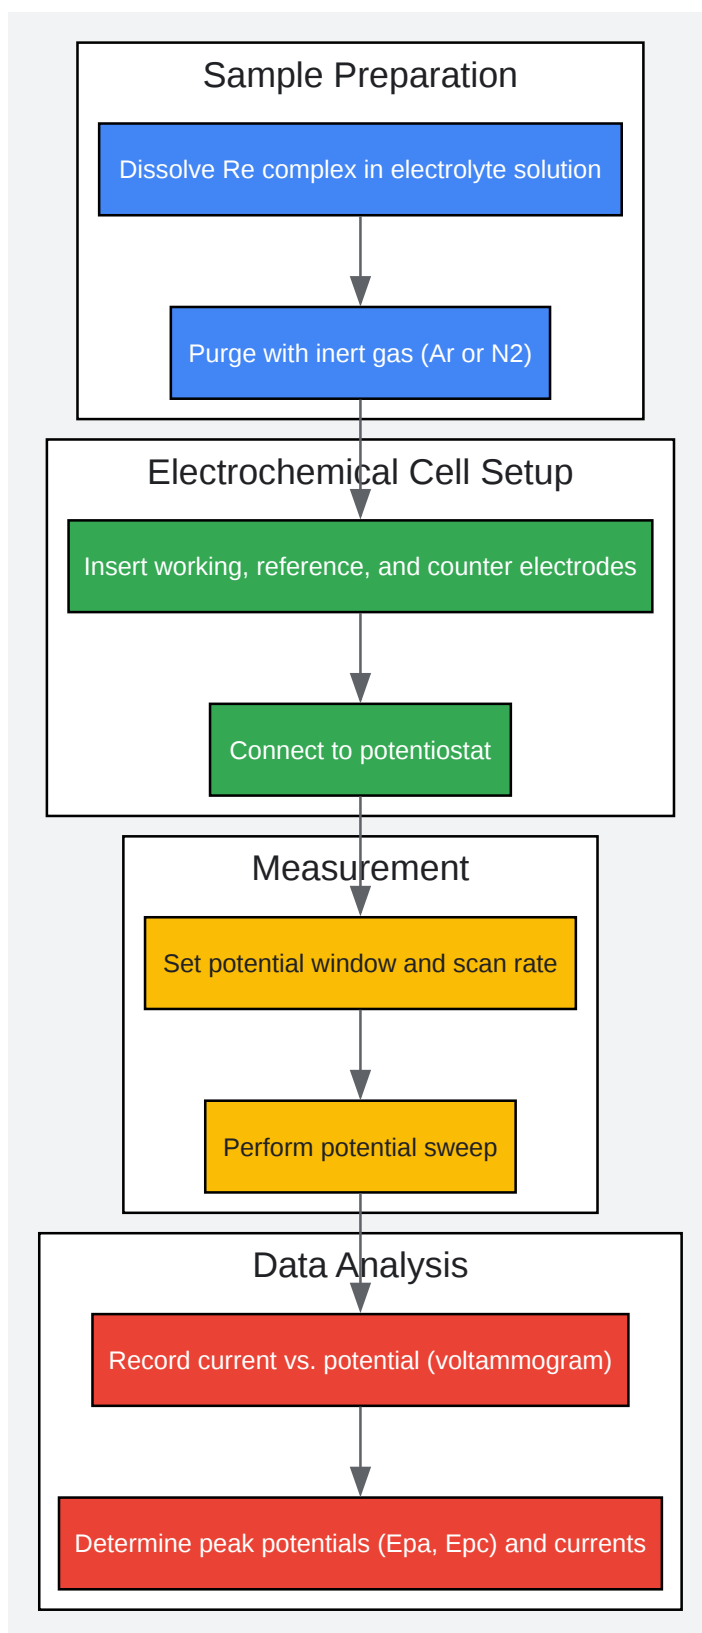 Sample Preparation
Dissolve Re complex in electrolyte solution
Purge with inert gas (Ar or N2)
Electrochemical Cell Setup
Insert working, reference, and counter electrodes
Connect to potentiostat
Measurement
Set potential window and scan rate
Perform potential sweep
Data Analysis
Record current vs. potential (voltammogram)
Determine peak potentials (Epa, Epc) and currents